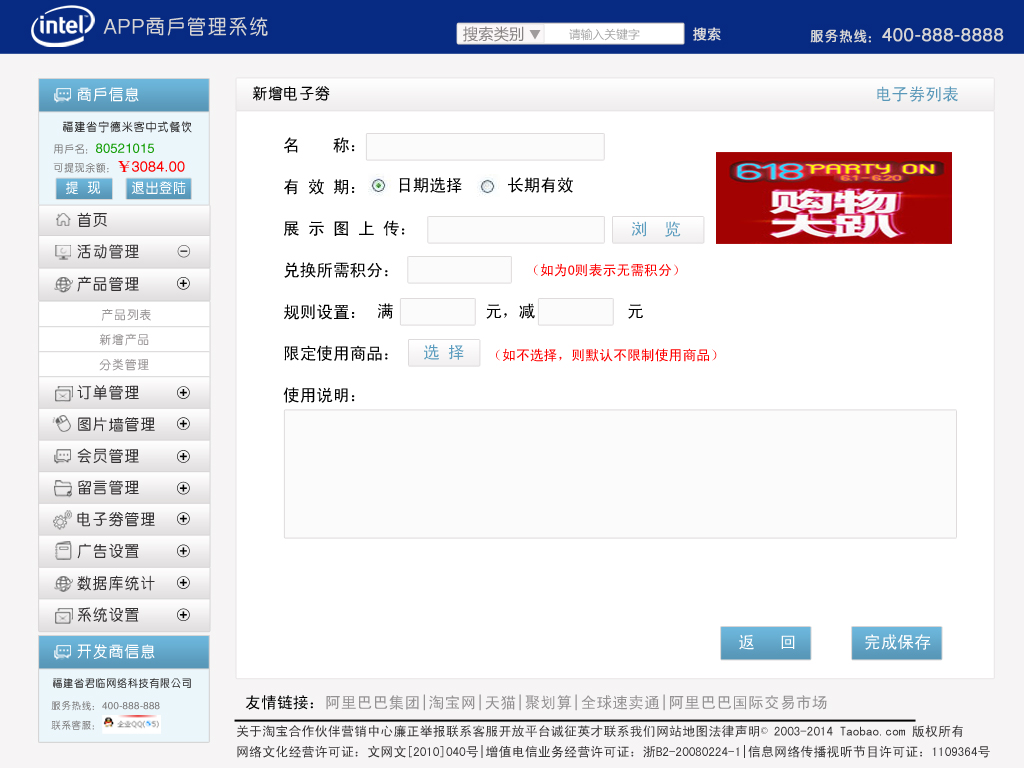 intel APP商戶管理系统
搜索类别▼ 请输入关键字 搜索 服务热线：400-888-8888
商戶信息
福建省宁德米客中式餐饮
用戶名：80521015
可提现余额：￥3084.00
提 现 退出登陆
首页
活动管理
产品管理
产品列表
新增产品
分类管理
订单管理
图片墙管理
会员管理
留言管理
电子劵管理
广告设置
数据库统计
系统设置
开发商信息
福建省君临网络科技有限公司
服务热线：400-888-888
联系客服：企业QQ(5)
新增电子劵 电子券列表
名 称：
有 效 期： 日期选择 长期有效
展 示 图 上 传： 浏 览
618 PARTY ON
6.1-6.20
购物
大趴
兑换所需积分： （如为0则表示无需积分）
规则设置： 满 元，减 元
限定使用商品： 选 择 （如不选择，则默认不限制使用商品）
使用说明：
返 回 完成保存
友情链接：阿里巴巴集团|淘宝网|天猫|聚划算|全球速卖通|阿里巴巴国际交易市场
关于淘宝合作伙伴营销中心廉正举报联系客服开放平台诚征英才联系我们网站地图法律声明© 2003-2014 Taobao.com 版权所有
网络文化经营许可证：文网文[2010]040号|增值电信业务经营许可证：浙B2-20080224-1|信息网络传播视听节目许可证：1109364号